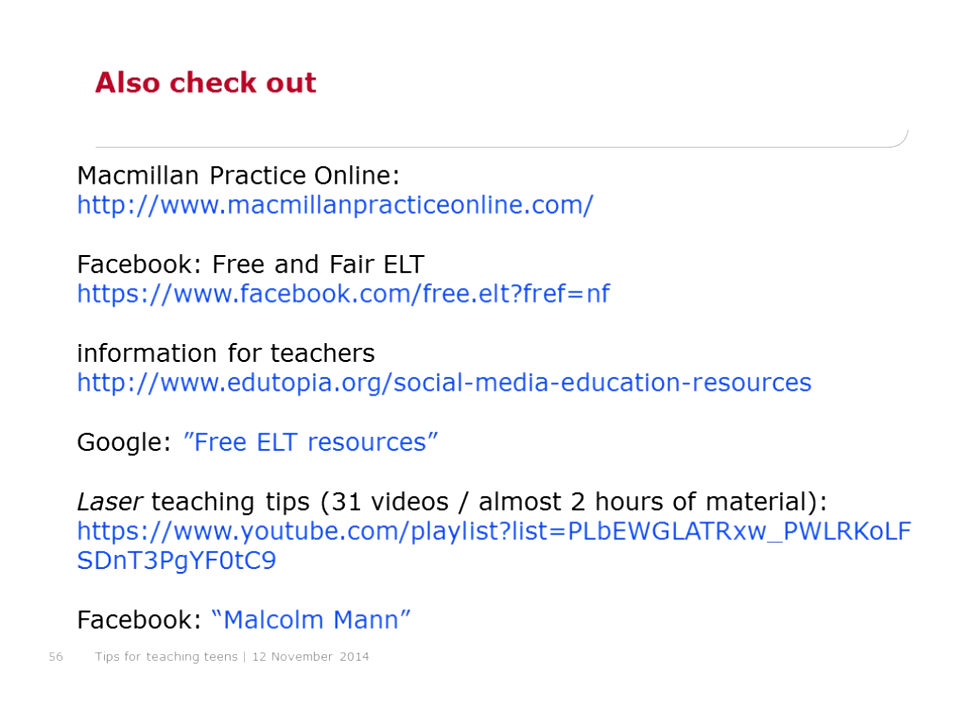 Also check out
Macmillan Practice Online:
http://www.macmillanpracticeonline.com/
Facebook: Free and Fair ELT
https://www.facebook.com/free.elt?fref=nf
information for teachers
http://www.edutopia.org/social-media-education-resources
Google: ”Free ELT resources”
Laser teaching tips (31 videos / almost 2 hours of material):
https://www.youtube.com/playlist?list=PLbEWGLATRxw_PWLRKoLF
SDnT3PgYF0tC9
Facebook: “Malcolm Mann”
56 Tips for teaching teens | 12 November 2014